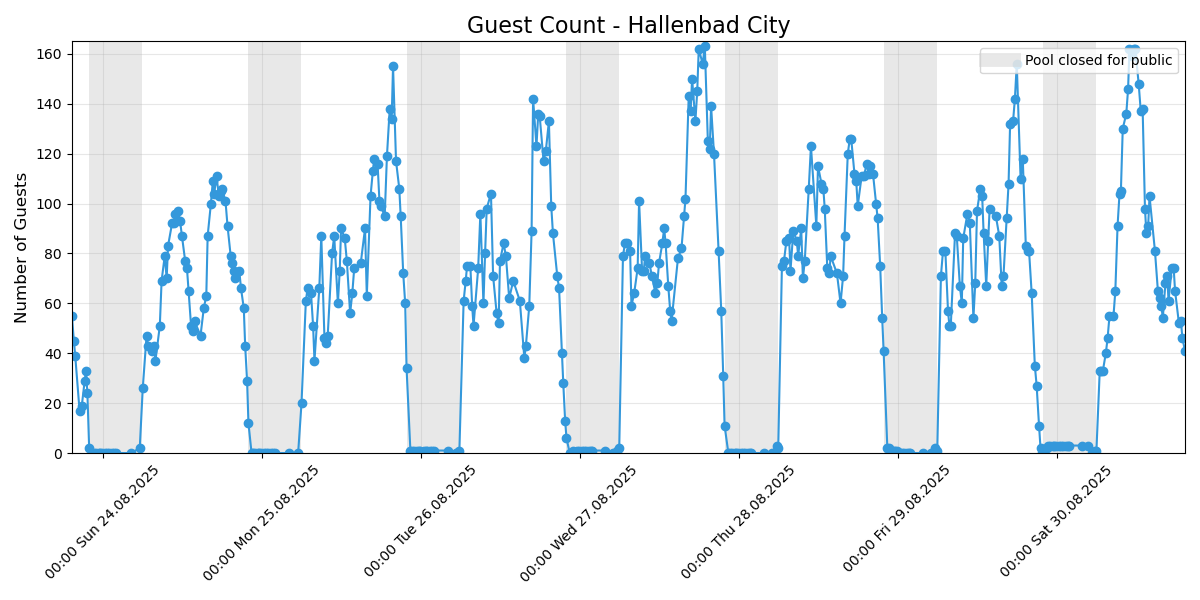 Guest Count - Hallenbad City
Pool closed for public
Number of Guests
160
140
120
100
80
60
40
20
0
00:00 Sun 24.08.2025
00:00 Mon 25.08.2025
00:00 Tue 26.08.2025
00:00 Wed 27.08.2025
00:00 Thu 28.08.2025
00:00 Fri 29.08.2025
00:00 Sat 30.08.2025